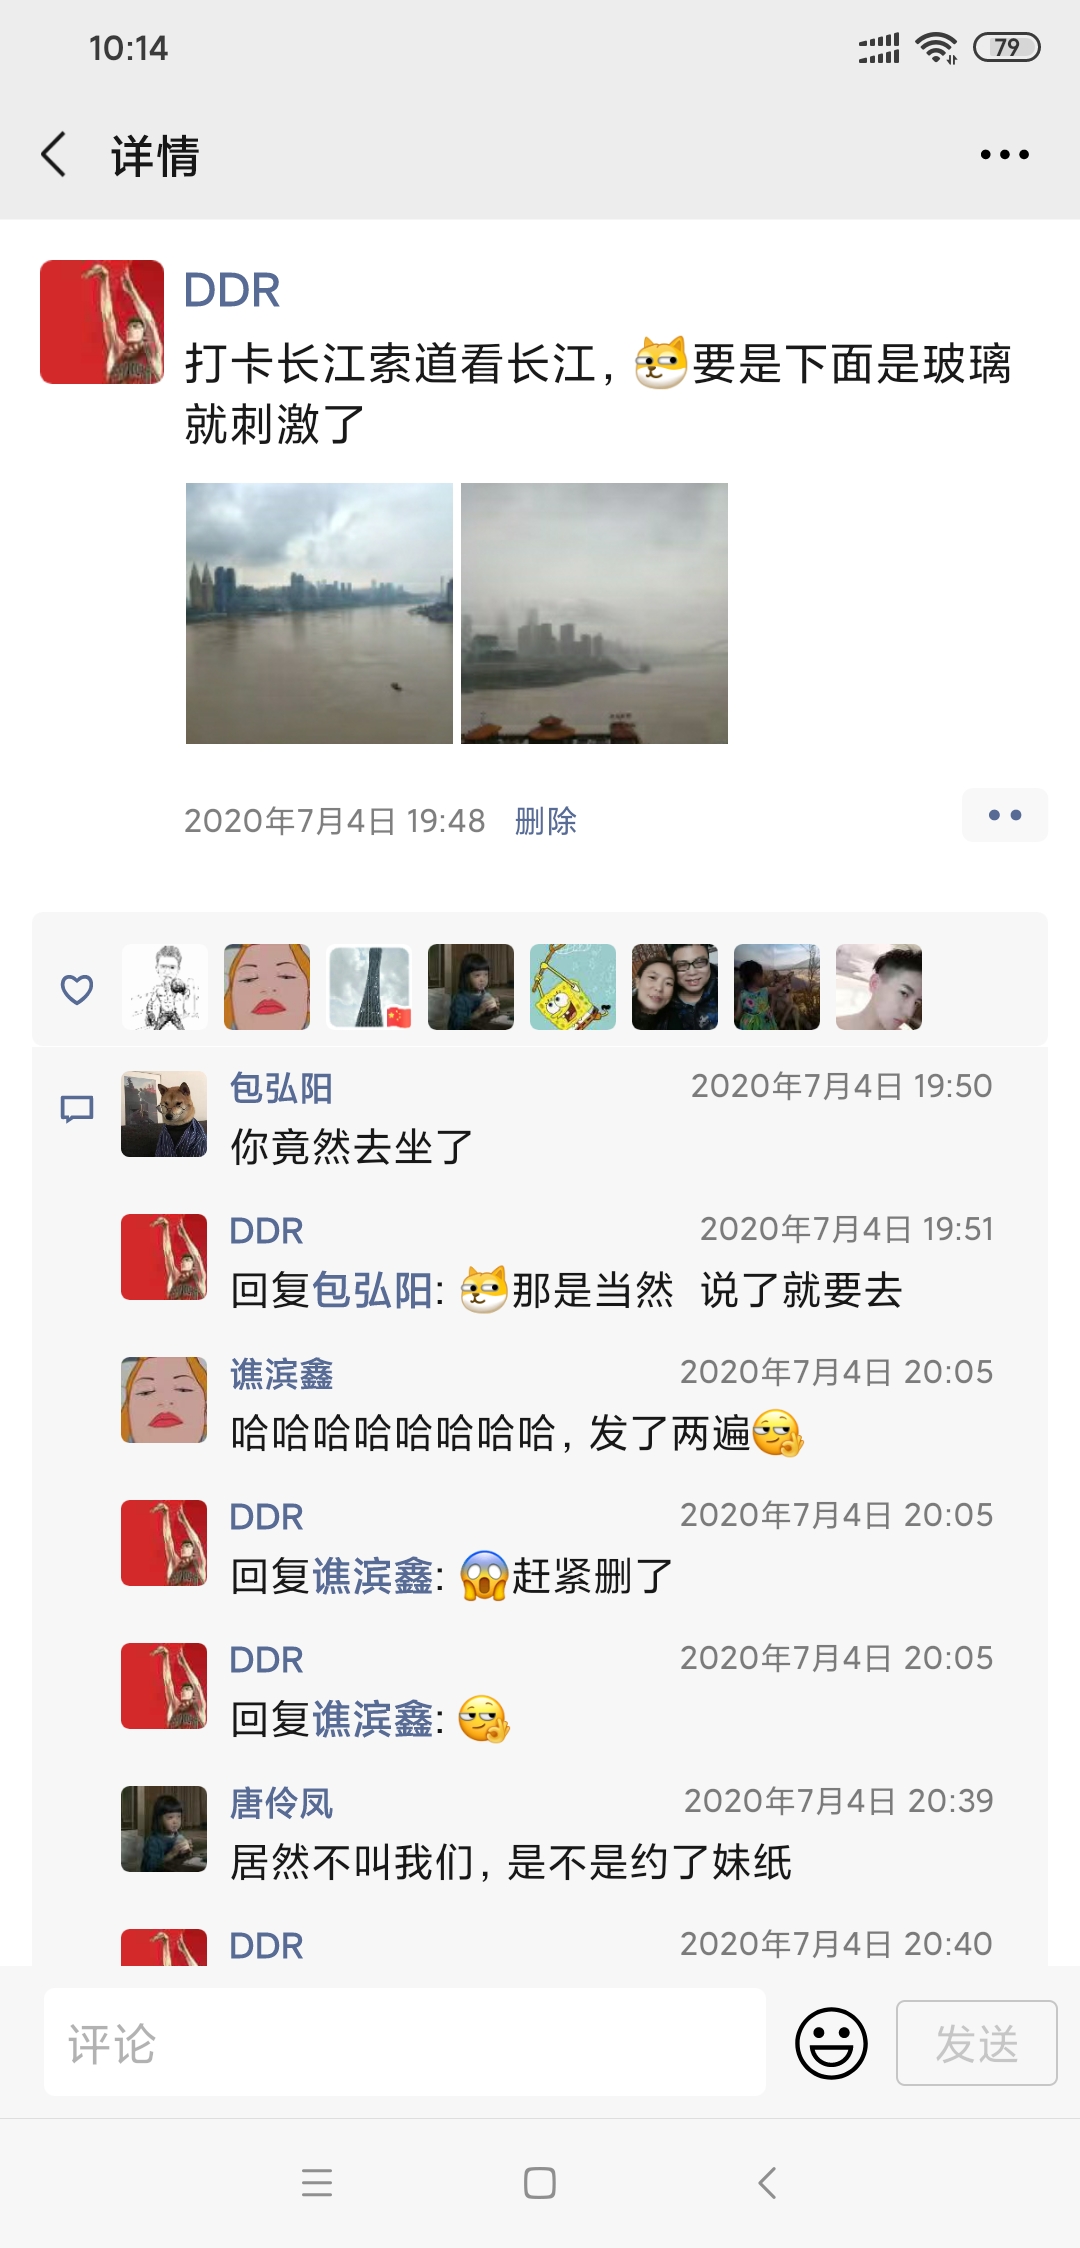 10:14
79
详情
DDR
打卡长江索道看长江,要是下面是玻璃
就刺激了
2020年7月4日 19:48 删除
包弘阳 2020年7月4日 19:50
你竟然去坐了
DDR 2020年7月4日 19:51
回复包弘阳: 那是当然 说了就要去
谯滨鑫 2020年7月4日 20:05
哈哈哈哈哈哈哈哈,发了两遍
DDR 2020年7月4日 20:05
回复谯滨鑫: 赶紧删了
DDR 2020年7月4日 20:05
回复谯滨鑫:
唐伶凤 2020年7月4日 20:39
居然不叫我们,是不是约了妹纸
DDR 2020年7月4日 20:40
评论 发送